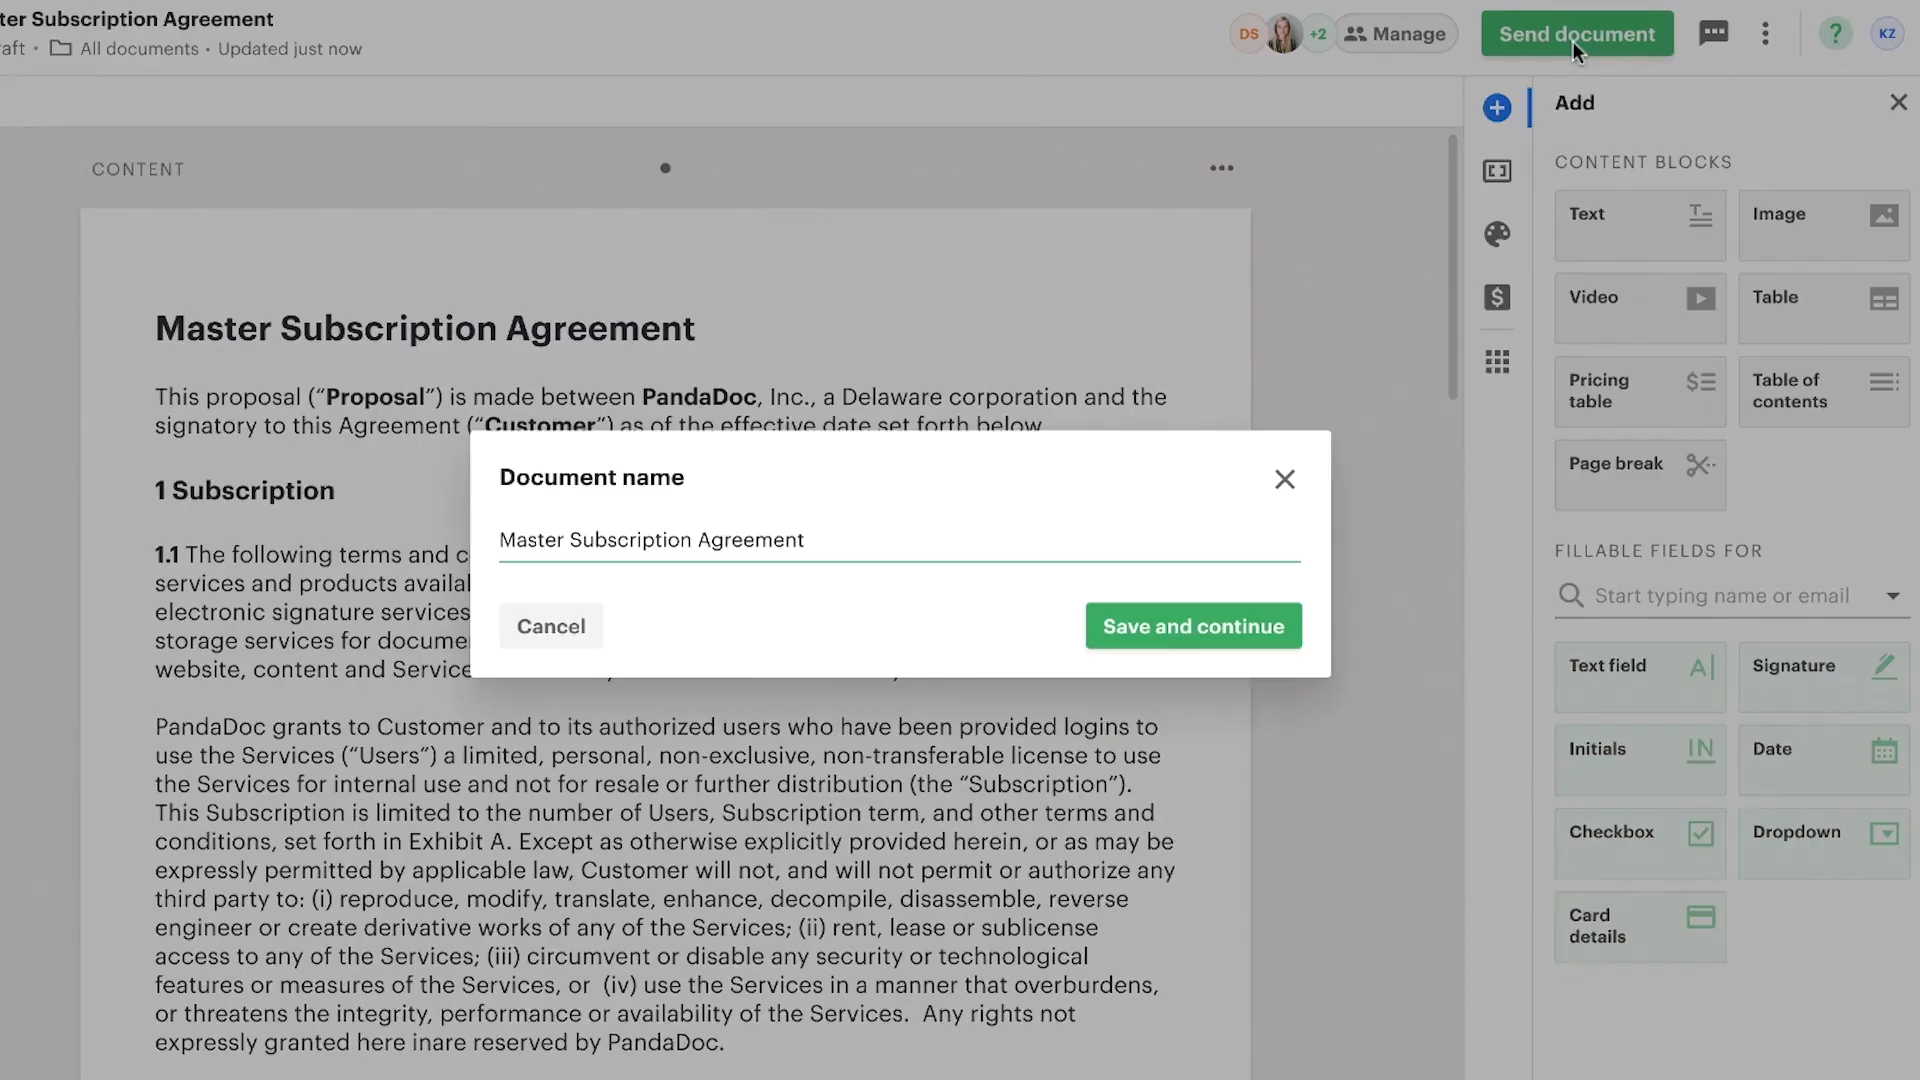 ter Subscription Agreement
aft • All documents • Updated just now
DS +2 Manage
Send document
? KZ
CONTENT
Master Subscription Agreement
This proposal (“Proposal”) is made between PandaDoc, Inc., a Delaware corporation and the
signatory to this Agreement (“Customer”) as of the effective date set forth below
1 Subscription
1.1 The following terms and c
services and products availal
electronic signature services
storage services for docume
website, content and Service
PandaDoc grants to Customer and to its authorized users who have been provided logins to
use the Services (“Users”) a limited, personal, non-exclusive, non-transferable license to use
the Services for internal use and not for resale or further distribution (the “Subscription”).
This Subscription is limited to the number of Users, Subscription term, and other terms and
conditions, set forth in Exhibit A. Except as otherwise explicitly provided herein, or as may be
expressly permitted by applicable law, Customer will not, and will not permit or authorize any
third party to: (i) reproduce, modify, translate, enhance, decompile, disassemble, reverse
engineer or create derivative works of any of the Services; (ii) rent, lease or sublicense
access to any of the Services; (iii) circumvent or disable any security or technological
features or measures of the Services, or (iv) use the Services in a manner that overburdens,
or threatens the integrity, performance or availability of the Services. Any rights not
expressly granted here inare reserved by PandaDoc.
Document name
Master Subscription Agreement
Cancel
Save and continue
Add
CONTENT BLOCKS
Text
Image
Video
Table
Pricing
table
Table of
contents
Page break
FILLABLE FIELDS FOR
Start typing name or email
Text field
Signature
Initials
IN
Date
Checkbox
Dropdown
Card
details